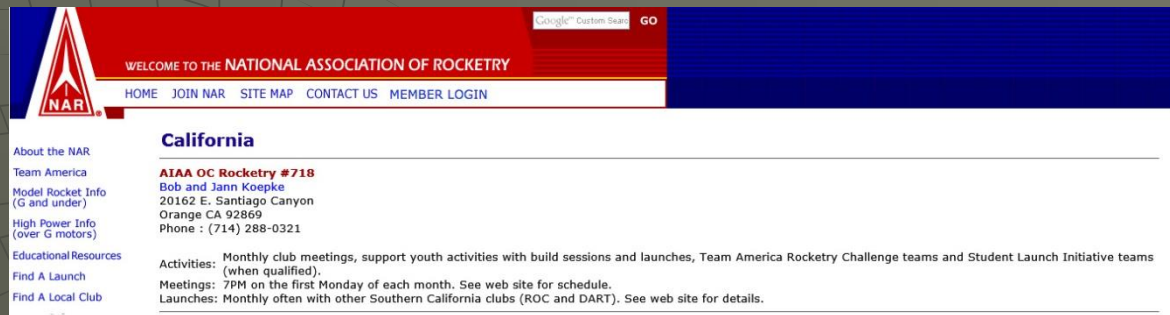 Google™ Custom Searc GO
WELCOME TO THE NATIONAL ASSOCIATION OF ROCKETRY
HOME JOIN NAR SITE MAP CONTACT US MEMBER LOGIN
NAR
California
About the NAR
Team America
Model Rocket Info
(G and under)
High Power Info
(over G motors)
Educational Resources
Find A Launch
Find A Local Club
AIAA OC Rocketry #718
Bob and Jann Koepke
20162 E. Santiago Canyon
Orange CA 92869
Phone : (714) 288-0321
Activities: Monthly club meetings, support youth activities with build sessions and launches, Team America Rocketry Challenge teams and Student Launch Initiative teams
(when qualified).
Meetings: 7PM on the first Monday of each month. See web site for schedule.
Launches: Monthly often with other Southern California clubs (ROC and DART). See web site for details.